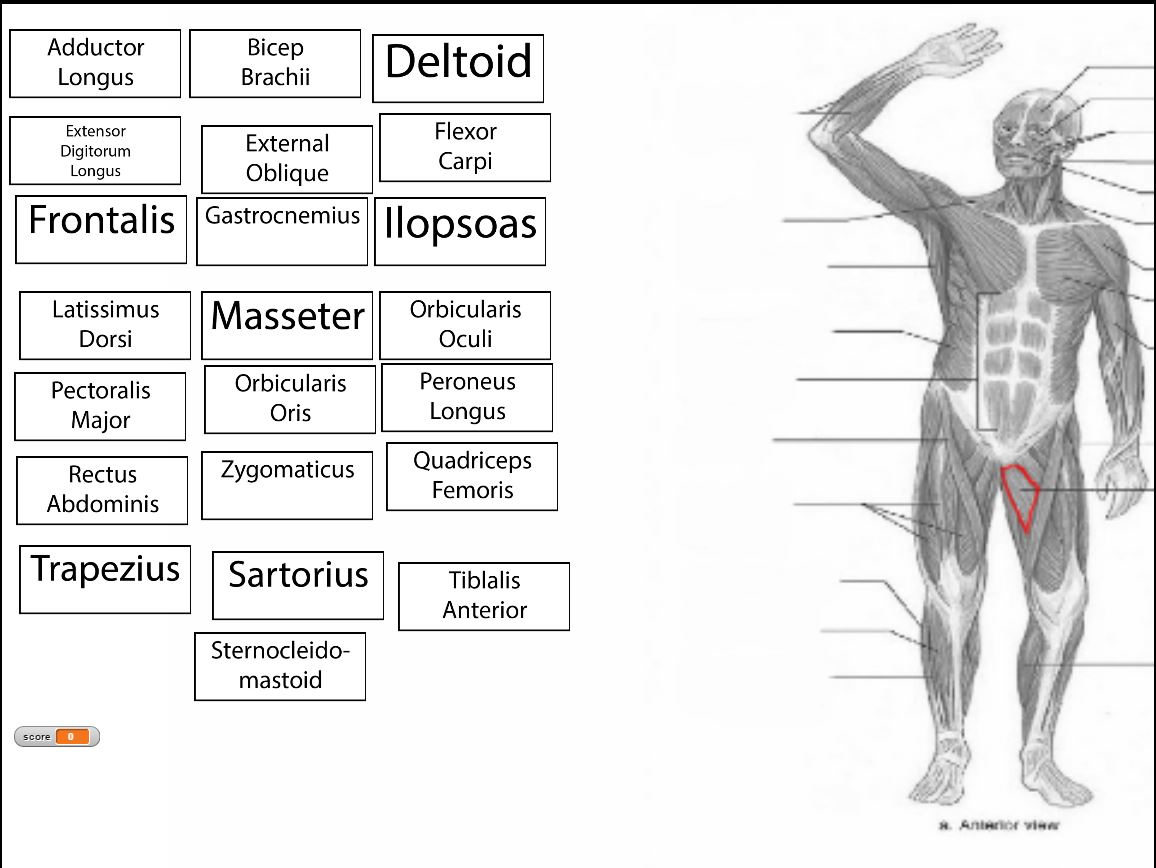 Adductor
Longus
Bicep
Brachii
Deltoid
Extensor
Digitorum
Longus
External
Oblique
Flexor
Carpi
Frontalis
Gastrocnemius
Ilopsoas
Latissimus
Dorsi
Masseter
Orbicularis
Oculi
Pectoralis
Major
Orbicularis
Oris
Peroneus
Longus
Rectus
Abdominis
Zygomaticus
Quadriceps
Femoris
Trapezius
Sartorius
Tiblalis
Anterior
Sternocleido-
mastoid
score 0
a. Anterior view